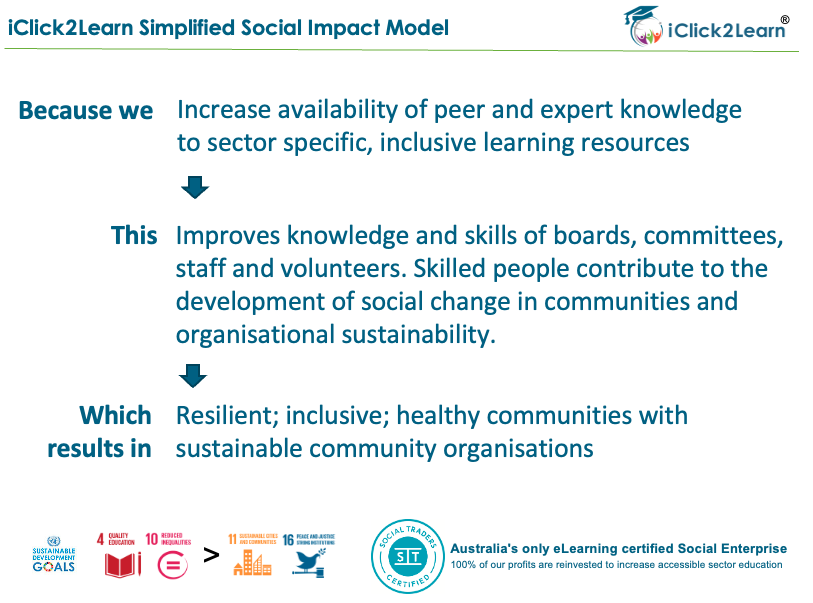 iClick2Learn Simplified Social Impact Model
iClick2Learn®
Because we
Increase availability of peer and expert knowledge
to sector specific, inclusive learning resources
This
Improves knowledge and skills of boards, committees,
staff and volunteers. Skilled people contribute to the
development of social change in communities and
organisational sustainability.
Which
results in
Resilient; inclusive; healthy communities with
sustainable community organisations
SUSTAINABLE
DEVELOPMENT
GOALS
4 QUALITY
EDUCATION
10 REDUCED
INEQUALITIES
>
11 SUSTAINABLE CITIES
AND COMMUNITIES
16 PEACE AND JUSTICE
STRONG INSTITUTIONS
SOCIAL TRADERS
ST
CERTIFIED
Australia's only eLearning certified Social Enterprise
100% of our profits are reinvested to increase accessible sector education